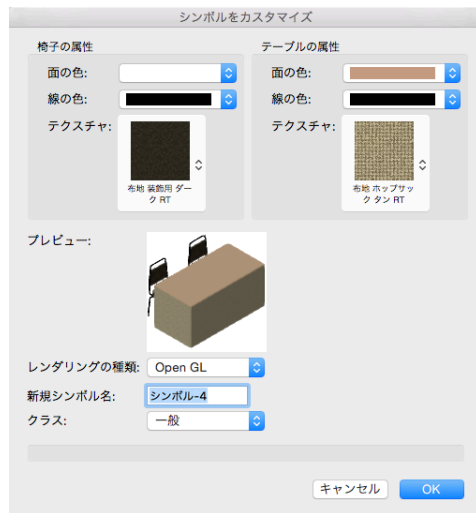 シンボルをカスタマイズ
椅子の属性
面の色:
線の色:
テクスチャ:
布地 装飾用 ダー
ク RT
テーブルの属性
面の色:
線の色:
テクスチャ:
布地 ホップサッ
ク タン RT
プレビュー:
レンダリングの種類: Open GL
新規シンボル名: シンボル-4
クラス: 一般
キャンセル OK